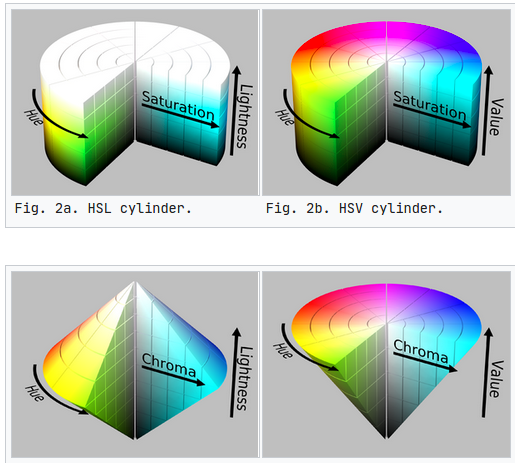 Hue
Saturation
Lightness
Hue
Saturation
Value
Fig. 2a. HSL cylinder.
Fig. 2b. HSV cylinder.
Hue
Chroma
Lightness
Hue
Chroma
Value